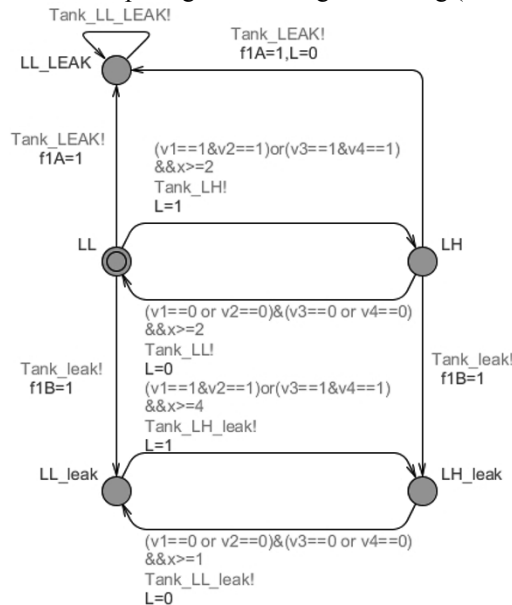 Tank_LL_LEAK!
LL_LEAK
Tank_LEAK!
f1A=1,L=0
Tank_LEAK!
f1A=1
(v1==1&v2==1)or(v3==1&v4==1)
&&x>=2
Tank_LH!
L=1
LL
LH
(v1==0 or v2==0)&(v3==0 or v4==0)
&&x>=2
Tank_LL!
L=0
Tank_leak!
f1B=1
Tank_leak!
f1B=1
(v1==1&v2==1)or(v3==1&v4==1)
&&x>=4
Tank_LH_leak!
L=1
LL_leak
LH_leak
(v1==0 or v2==0)&(v3==0 or v4==0)
&&x>=1
Tank_LL_leak!
L=0